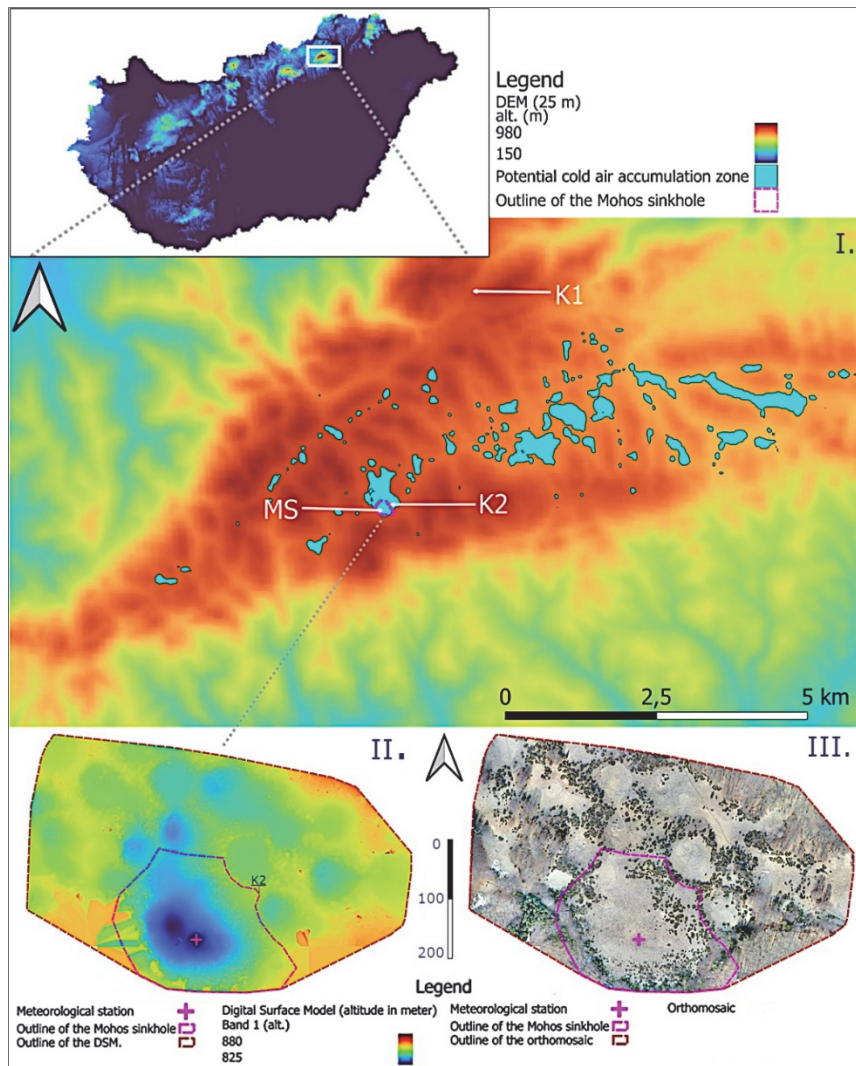 Legend
DEM (25 m)
alt. (m)
980
150
Potential cold air accumulation zone
Outline of the Mohos sinkhole
I.
K1
MS
K2
0 2,5 5 km
II.
III.
K2
0
100
200
Legend
Meteorological station
Outline of the Mohos sinkhole
Outline of the DSM.
Digital Surface Model (altitude in meter)
Band 1 (alt.)
880
825
Meteorological station
Outline of the Mohos sinkhole
Outline of the orthomosaic
Orthomosaic